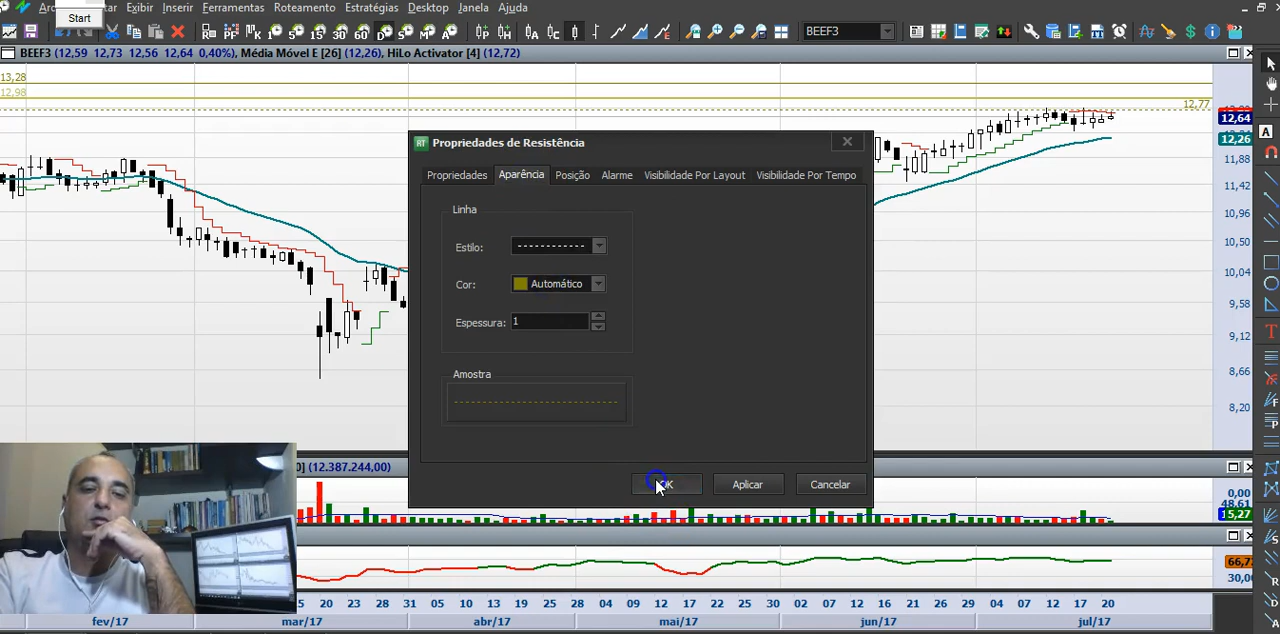 Start
Exibir Inserir Ferramentas Roteamento Estratégias Desktop Janela Ajuda
1 5 15 30 60 D S M A
BEEF3
BEEF3 (12,59 12,73 12,56 12,64 0,40%), Média Móvel E [26] (12,26), HiLo Activator [4] (12,72)
13,28
12,98
12,77
12,64
12,26
11,88
11,42
10,96
10,50
10,04
9,58
9,12
8,66
8,20
RT Propriedades de Resistência
Propriedades Aparência Posição Alarme Visibilidade Por Layout Visibilidade Por Tempo
Linha
Estilo:
Cor: Automático
Espessura: 1
Amostra
OK Aplicar Cancelar
(12.387.244,00)
0,00
48,61
15,27
30,00
23 28 31 05 10 13 19 25 28 04 09 12 17 22 25 30 02 07 12 16 21 26 29 04 07 12 17 20
fev/17 mar/17 abr/17 mai/17 jun/17 jul/17